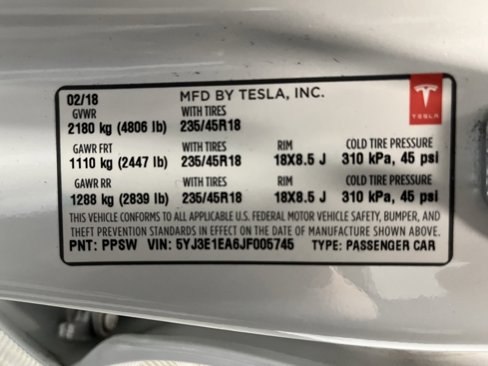 02/18 MFD BY TESLA, INC.
GVWR WITH TIRES
2180 kg (4806 lb) 235/45R18
TESLA
GAWR FRT WITH TIRES RIM COLD TIRE PRESSURE
1110 kg (2447 lb) 235/45R18 18X8.5 J 310 kPa, 45 psi
GAWR RR WITH TIRES RIM COLD TIRE PRESSURE
1288 kg (2839 lb) 235/45R18 18X8.5 J 310 kPa, 45 psi
THIS VEHICLE CONFORMS TO ALL APPLICABLE U.S. FEDERAL MOTOR VEHICLE SAFETY, BUMPER, AND
THEFT PREVENTION STANDARDS IN EFFECT ON THE DATE OF MANUFACTURE SHOWN ABOVE.
PNT: PPSW VIN: 5YJ3E1EA6JF005745 TYPE: PASSENGER CAR